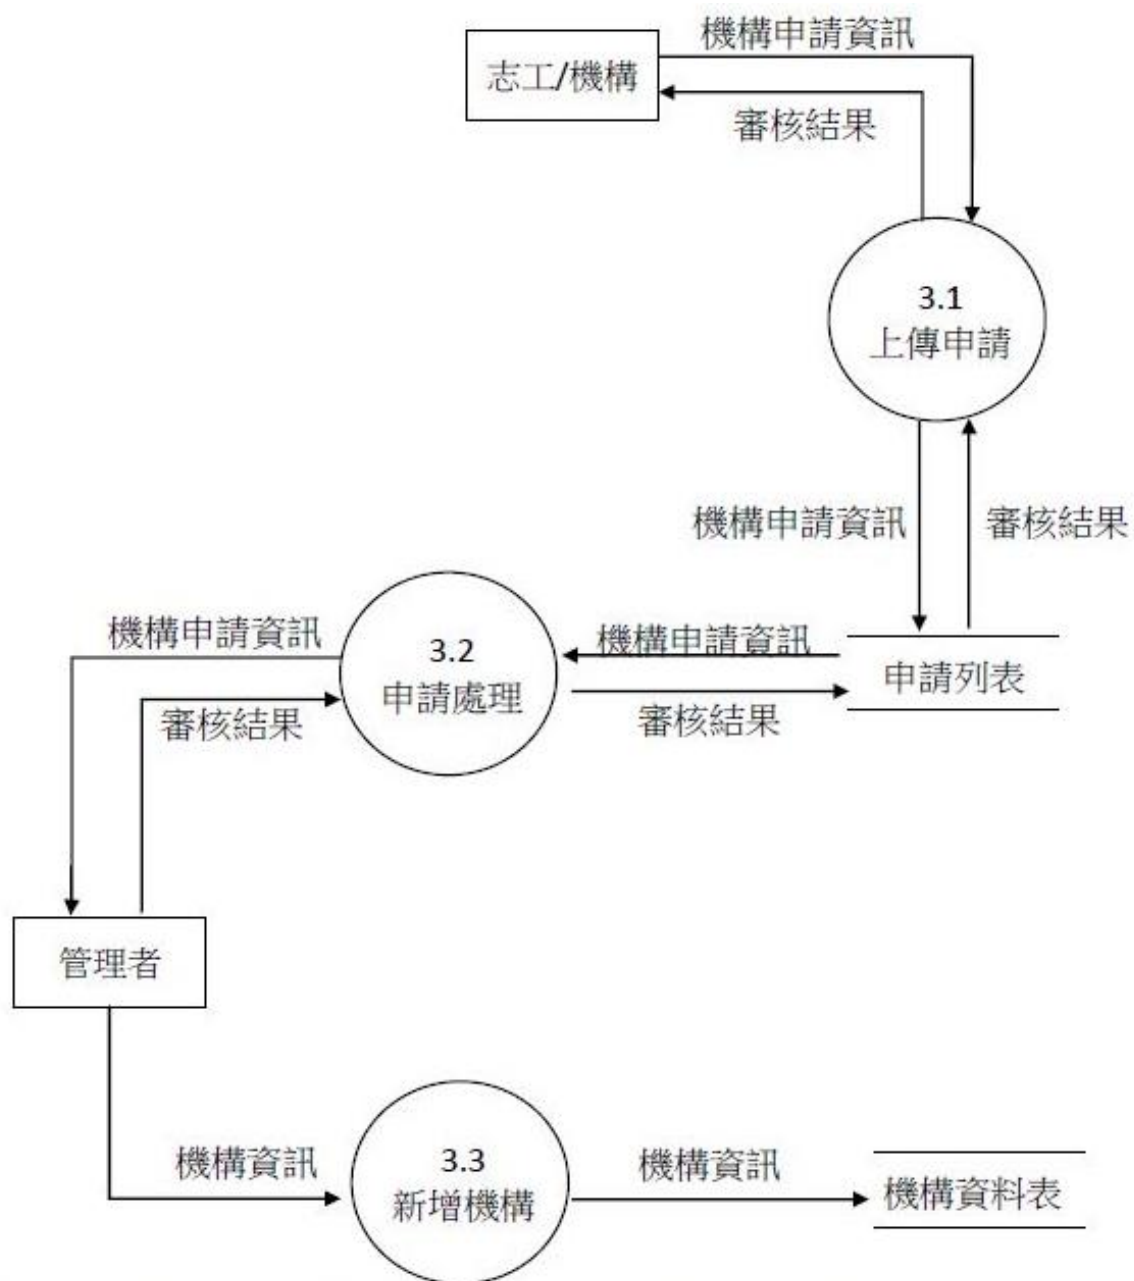 機構申請資訊
志工/機構
審核結果
3.1
上傳申請
機構申請資訊
審核結果
機構申請資訊
3.2
申請處理
機構申請資訊
申請列表
審核結果
審核結果
管理者
機構資訊
3.3
新增機構
機構資訊
機構資料表